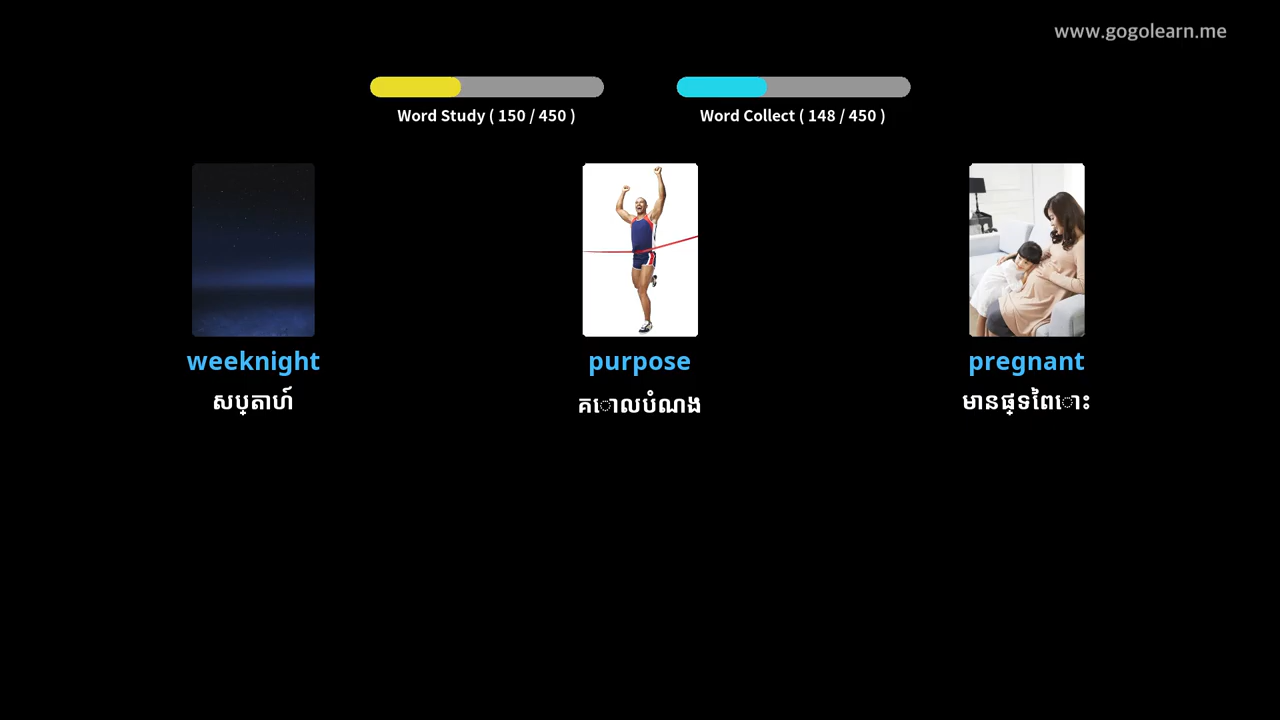 www.gogolearn.me
Word Study ( 150 / 450 )
Word Collect ( 148 / 450 )
weeknight
purpose
pregnant
សប្តាហ៍
គោលបំណង
មានផ្ទៃពោះ